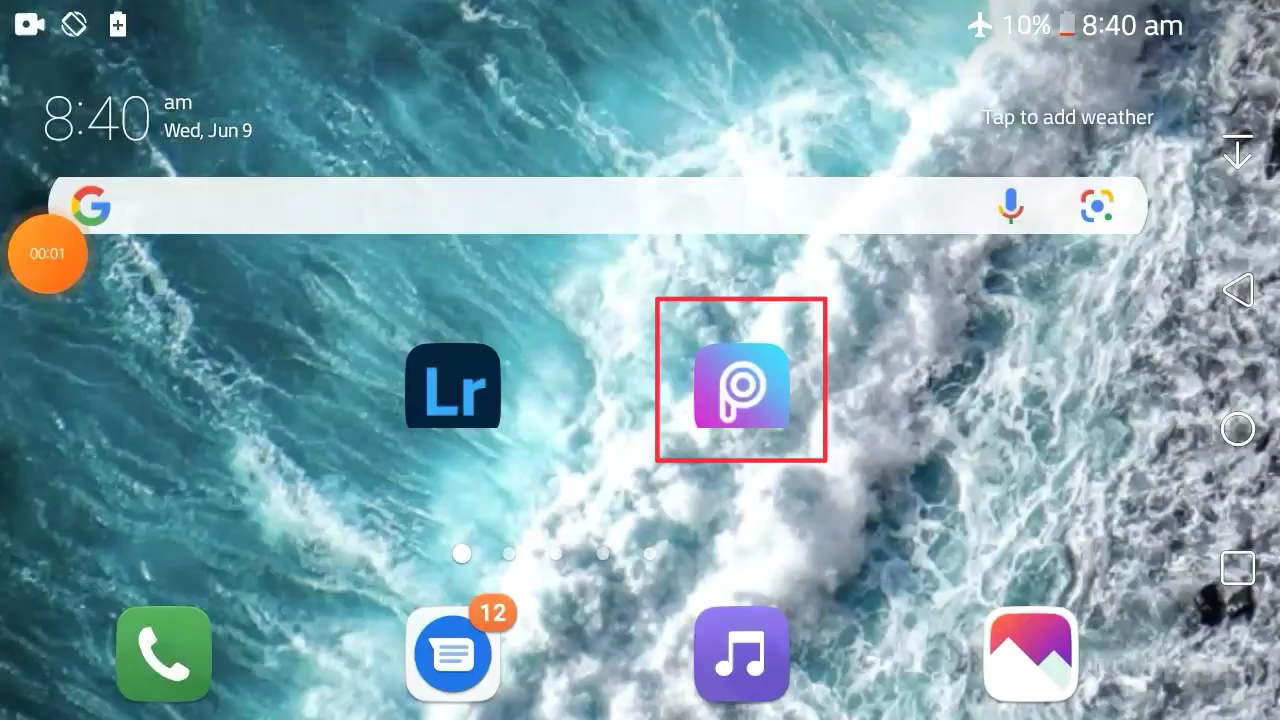 10% 8:40 am
8:40 am
Wed, Jun 9
Tap to add weather
G
00:01
Lr
P
12